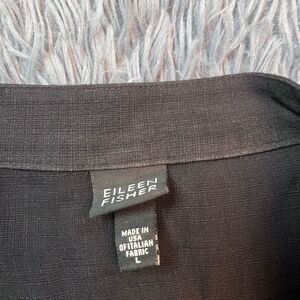 EILEEN
FISHER
MADE IN
USA
OF ITALIAN
FABRIC
L